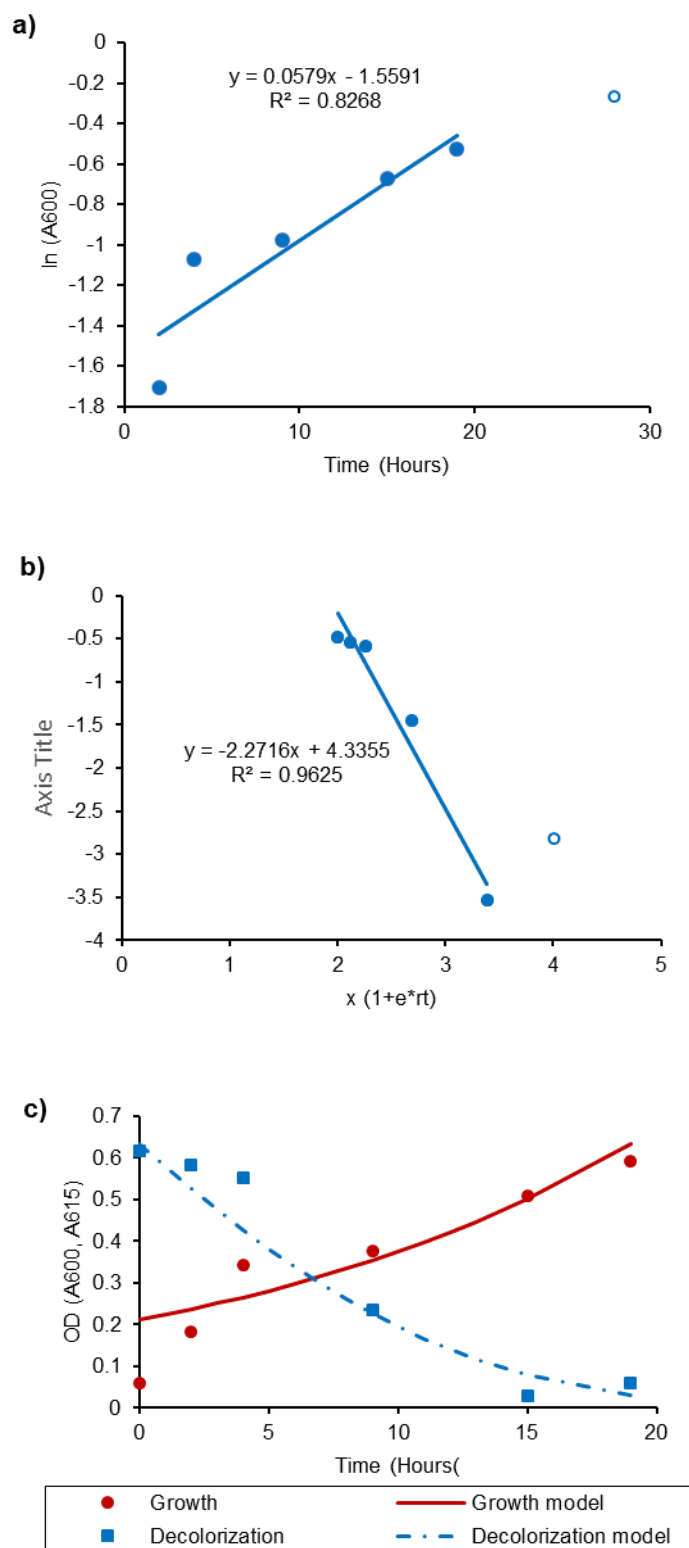 a)
0
-0.2
-0.4
-0.6
-0.8
-1
-1.2
-1.4
-1.6
-1.8
ln (A600)
y = 0.0579x - 1.5591
R² = 0.8268
0 10 20 30
Time (Hours)
b)
0
-0.5
-1
-1.5
-2
-2.5
-3
-3.5
-4
Axis Title
y = -2.2716x + 4.3355
R² = 0.9625
0 1 2 3 4 5
x (1+e*rt)
c)
0.7
0.6
0.5
0.4
0.3
0.2
0.1
0
OD (A600, A615)
0 5 10 15 20
Time (Hours(
Growth Growth model
Decolorization Decolorization model